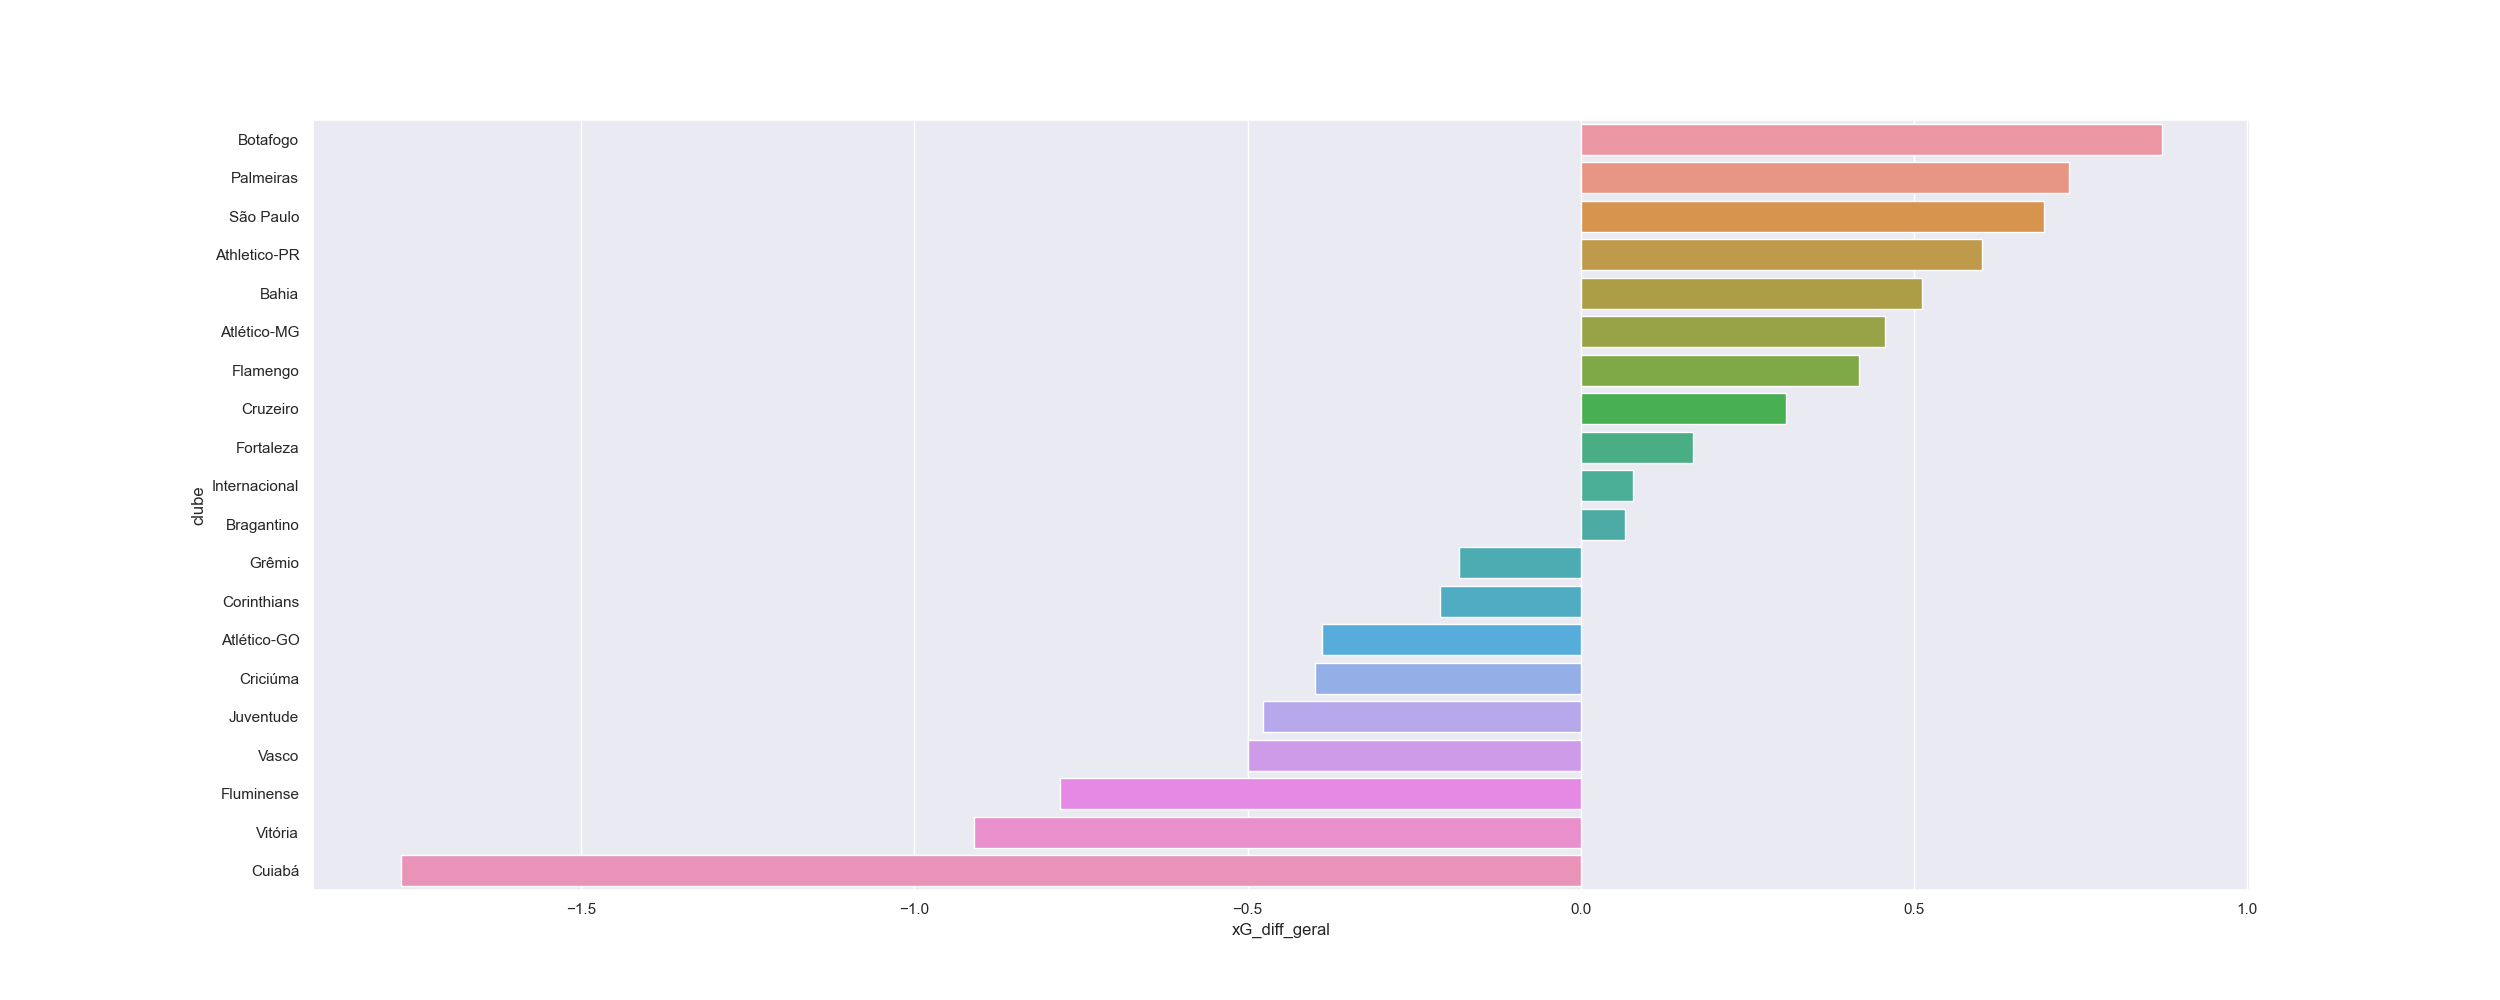 Botafogo
Palmeiras
São Paulo
Athletico-PR
Bahia
Atlético-MG
Flamengo
Cruzeiro
Fortaleza
Internacional
clube
Bragantino
Grêmio
Corinthians
Atlético-GO
Criciúma
Juventude
Vasco
Fluminense
Vitória
Cuiabá
−1.5 −1.0 −0.5 0.0 0.5 1.0
xG_diff_geral